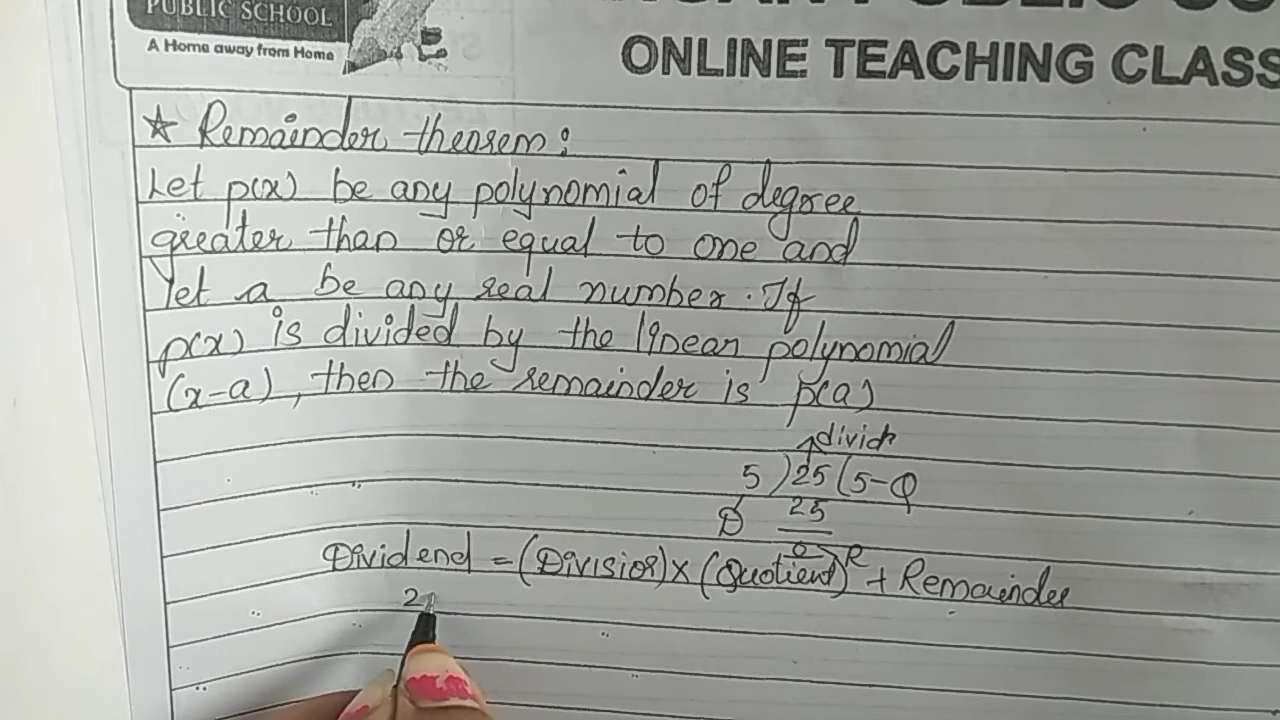 PUBLIC SCHOOL
A Home away from Home
ONLINE TEACHING CLASS
☆ Remainder theorem:
Let p(x) be any polynomial of degree
greater than or equal to one and
let a be any real number. If
p(x) is divided by the linear polynomial
(x-a), then the remainder is p(a)
divich
5)25(5-Q
D 25
0 R
Dividend = (Divisior) × (Quotient) + Remainder
2